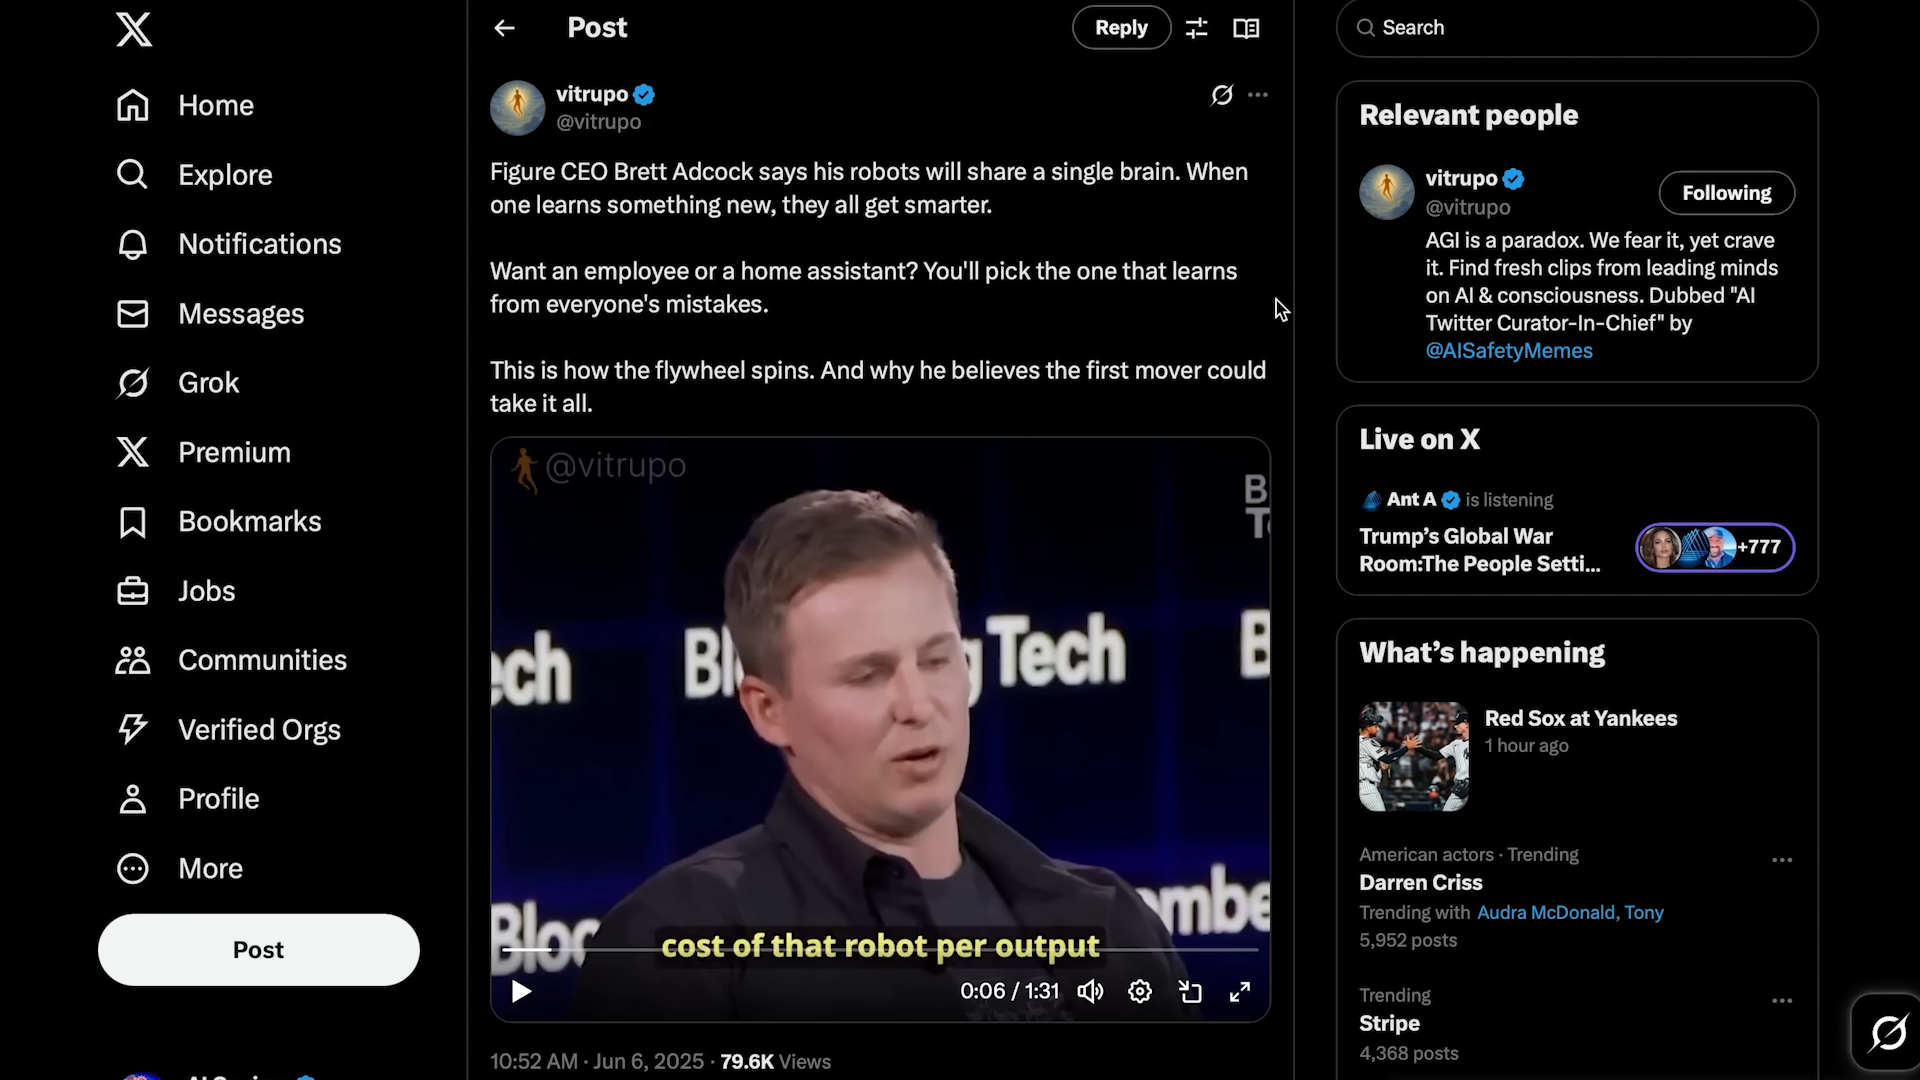 Home
Explore
Notifications
Messages
Grok
Premium
Bookmarks
Jobs
Communities
Verified Orgs
Profile
More
Post
Post
Reply
vitrupo
@vitrupo
Figure CEO Brett Adcock says his robots will share a single brain. When
one learns something new, they all get smarter.
Want an employee or a home assistant? You'll pick the one that learns
from everyone's mistakes.
This is how the flywheel spins. And why he believes the first mover could
take it all.
@vitrupo
B
Te
ech
Bl
g Tech
B
Bloo
mbe
cost of that robot per output
0:06 / 1:31
10:52 AM · Jun 6, 2025 · 79.6K Views
Search
Relevant people
vitrupo
@vitrupo
Following
AGI is a paradox. We fear it, yet crave
it. Find fresh clips from leading minds
on AI & consciousness. Dubbed "AI
Twitter Curator-In-Chief" by
@AISafetyMemes
Live on X
Ant A is listening
Trump’s Global War
Room:The People Setti...
+777
What’s happening
Red Sox at Yankees
1 hour ago
American actors · Trending
Darren Criss
Trending with Audra McDonald, Tony
5,952 posts
Trending
Stripe
4,368 posts